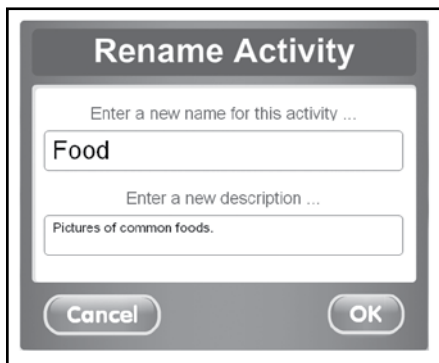 Rename Activity
Enter a new name for this activity ...
Food
Enter a new description ...
Pictures of common foods.
Cancel
OK